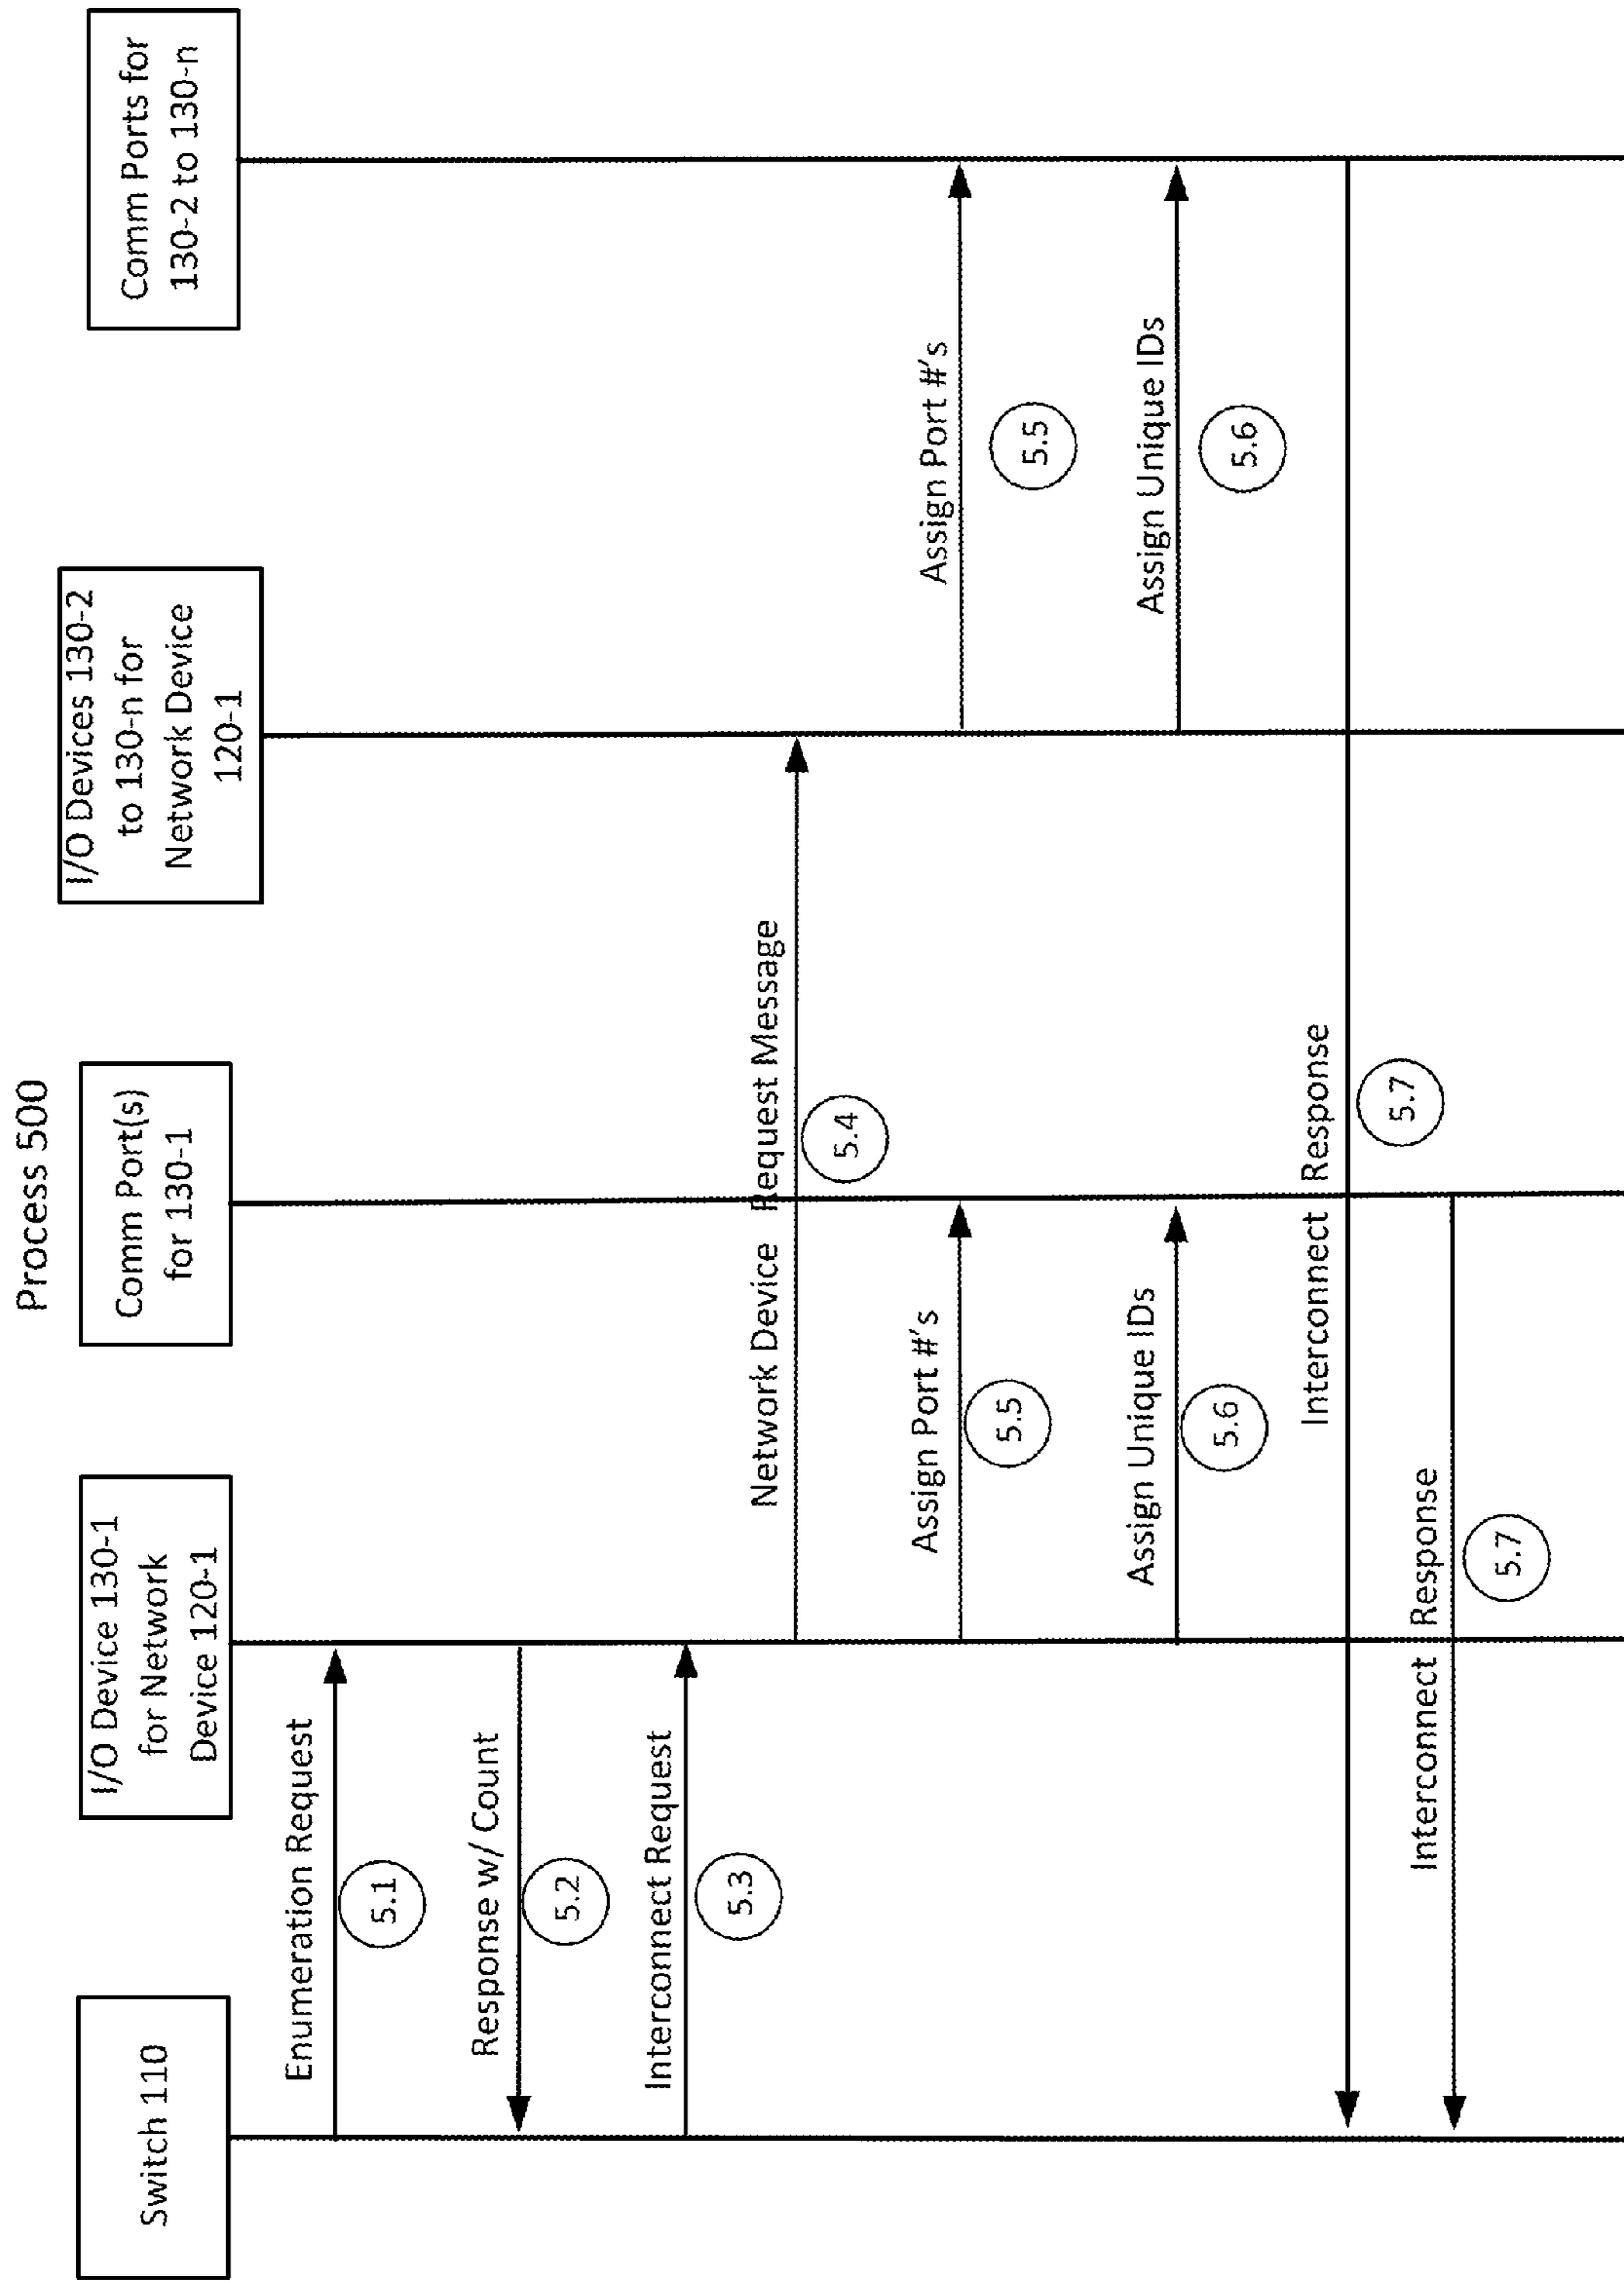 Process 500
Switch 110
I/O Device 130-1
for Network
Device 120-1
Comm Port(s)
for 130-1
I/O Devices 130-2
to 130-n for
Network Device
120-1
Comm Ports for
130-2 to 130-n
Enumeration Request
5.1
Response w/ Count
5.2
Interconnect Request
5.3
Network Device Request Message
5.4
Assign Port #'s
5.5
Assign Port #'s
5.5
Assign Unique IDs
5.6
Assign Unique IDs
5.6
Interconnect Response
5.7
Interconnect Response
5.7